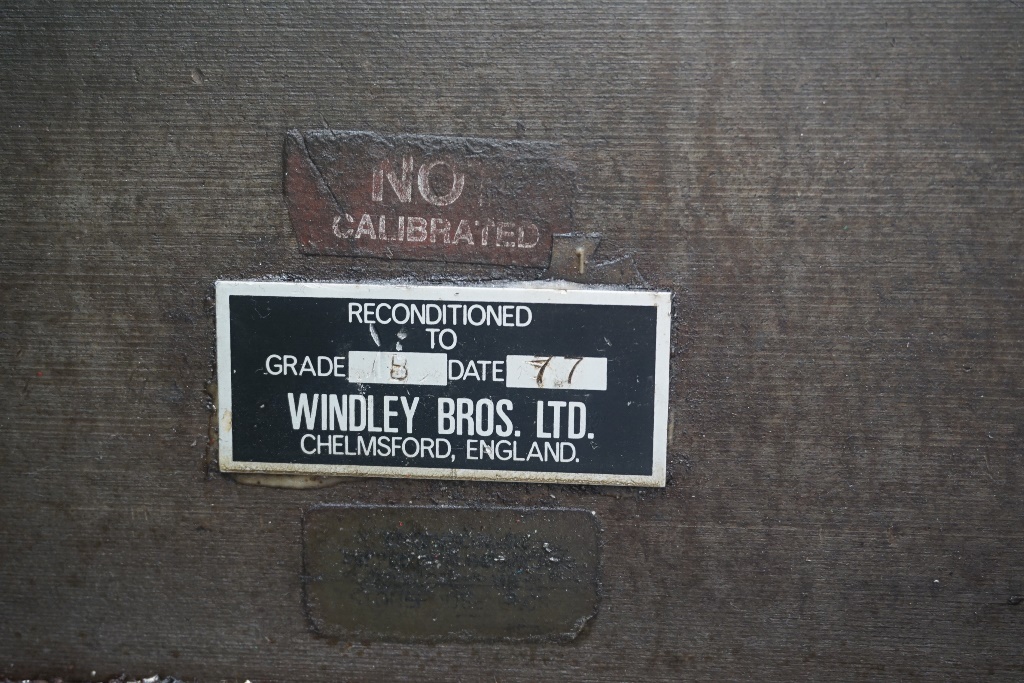 NOT
CALIBRATED
RECONDITIONED
TO
GRADE B DATE 77
WINDLEY BROS. LTD.
CHELMSFORD, ENGLAND.